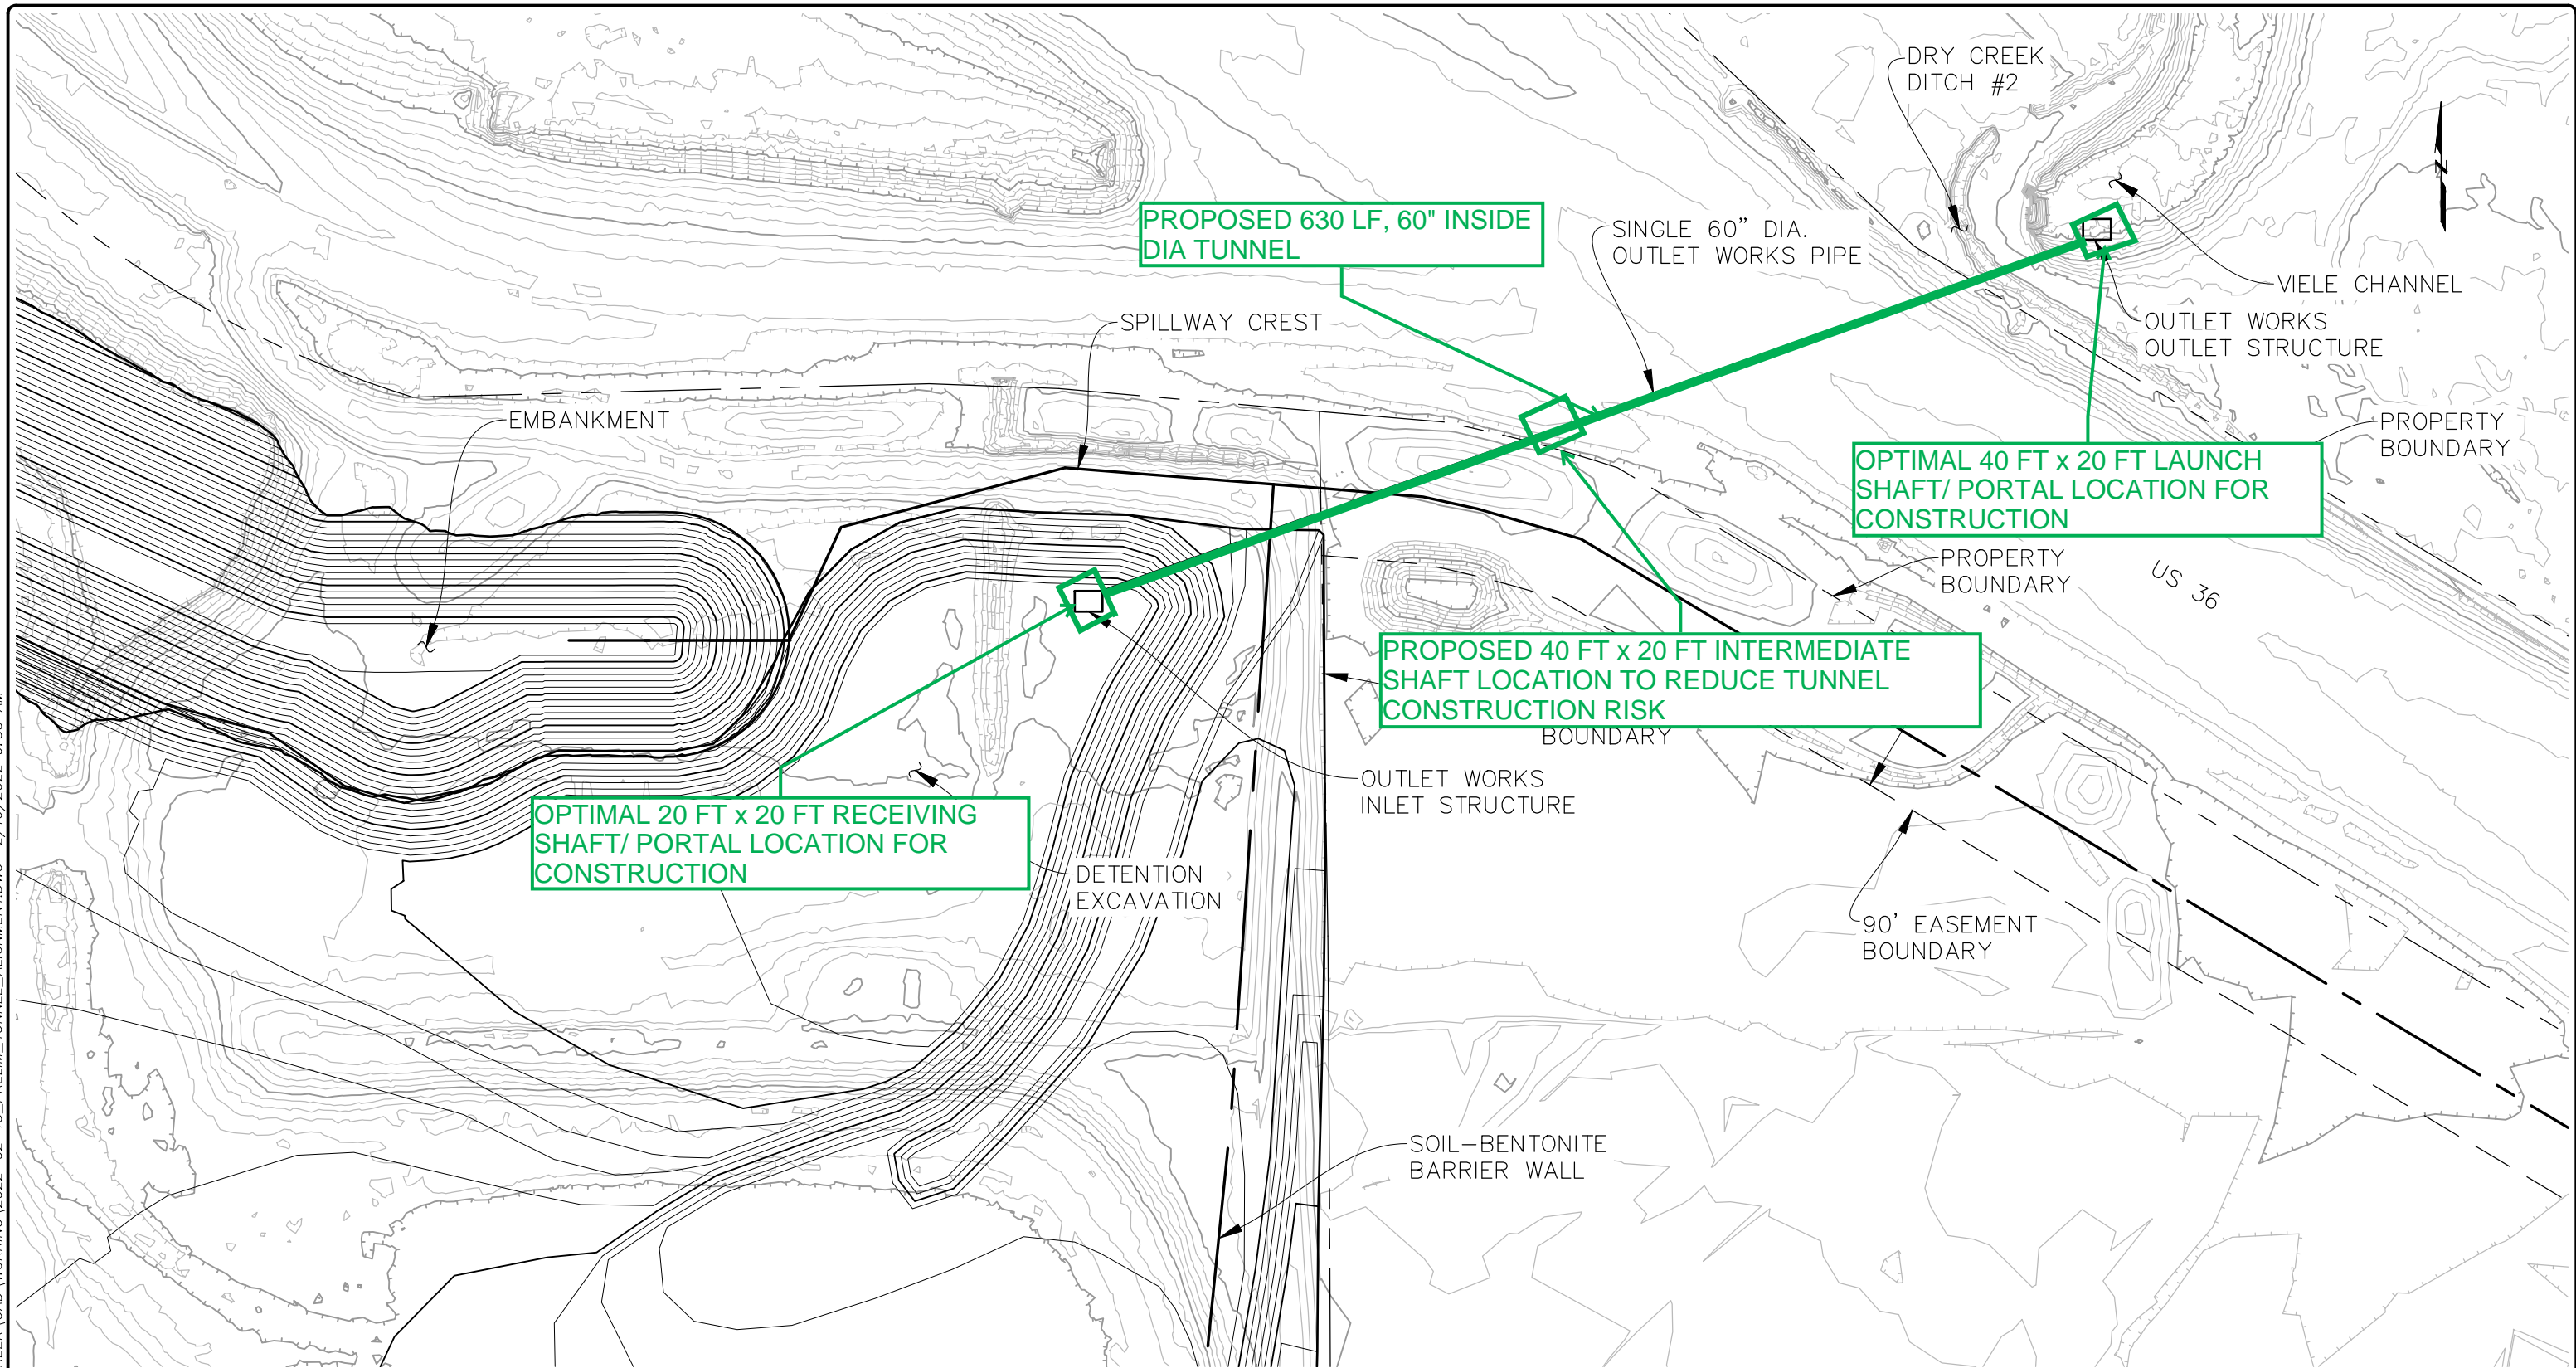 DRY CREEK
DITCH #2
N
PROPOSED 630 LF, 60" INSIDE
DIA TUNNEL
SINGLE 60" DIA.
OUTLET WORKS PIPE
VIELE CHANNEL
SPILLWAY CREST
OUTLET WORKS
OUTLET STRUCTURE
EMBANKMENT
PROPERTY
BOUNDARY
OPTIMAL 40 FT x 20 FT LAUNCH
SHAFT/ PORTAL LOCATION FOR
CONSTRUCTION
PROPERTY
BOUNDARY
US 36
PROPOSED 40 FT x 20 FT INTERMEDIATE
SHAFT LOCATION TO REDUCE TUNNEL
CONSTRUCTION RISK
BOUNDARY
OUTLET WORKS
INLET STRUCTURE
OPTIMAL 20 FT x 20 FT RECEIVING
SHAFT/ PORTAL LOCATION FOR
CONSTRUCTION
DETENTION
EXCAVATION
90' EASEMENT
BOUNDARY
SOIL-BENTONITE
BARRIER WALL